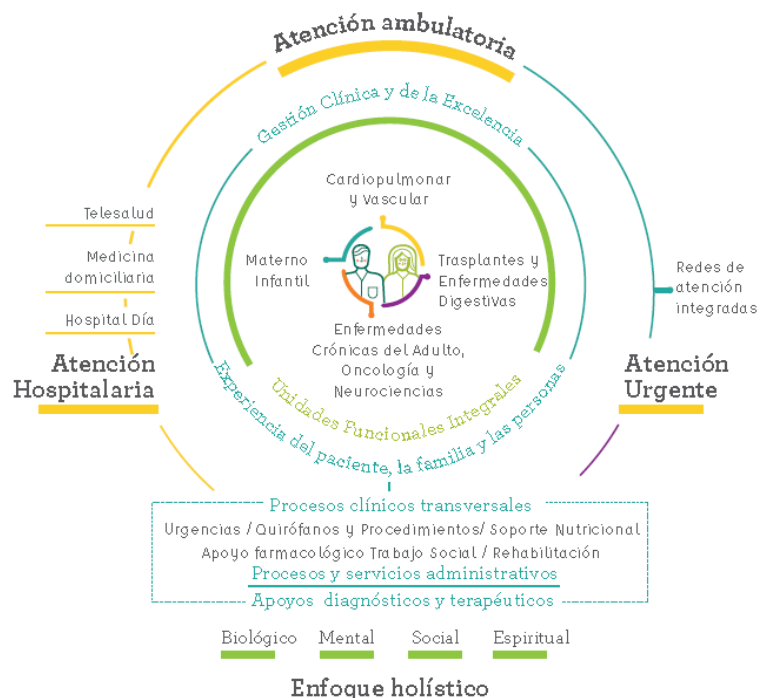 Atención ambulatoria
Gestión Clínica y de la Excelencia
Cardiopulmonar
y Vascular
Telesalud
Medicina
domiciliaria
Hospital Día
Materno
Infantil
Trasplantes y
Enfermedades
Digestivas
Redes de
atención
integradas
Enfermedades
Crónicas del Adulto,
Oncología y
Neurociencias
Atención
Hospitalaria
Atención
Urgente
Unidades Funcionales Integrales
Experiencia del paciente, la familia y las personas
Procesos clínicos transversales
Urgencias / Quirófanos y Procedimientos/ Soporte Nutricional
Apoyo farmacológico Trabajo Social / Rehabilitación
Procesos y servicios administrativos
Apoyos diagnósticos y terapéuticos
Biológico Mental Social Espiritual
Enfoque holístico